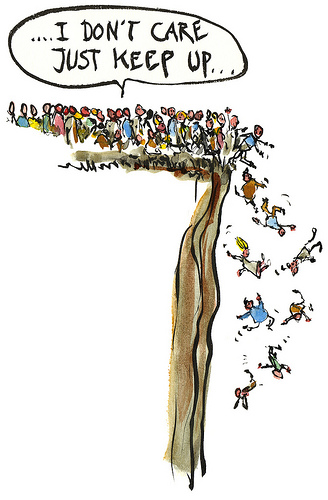 ....I DON'T CARE
JUST KEEP UP...